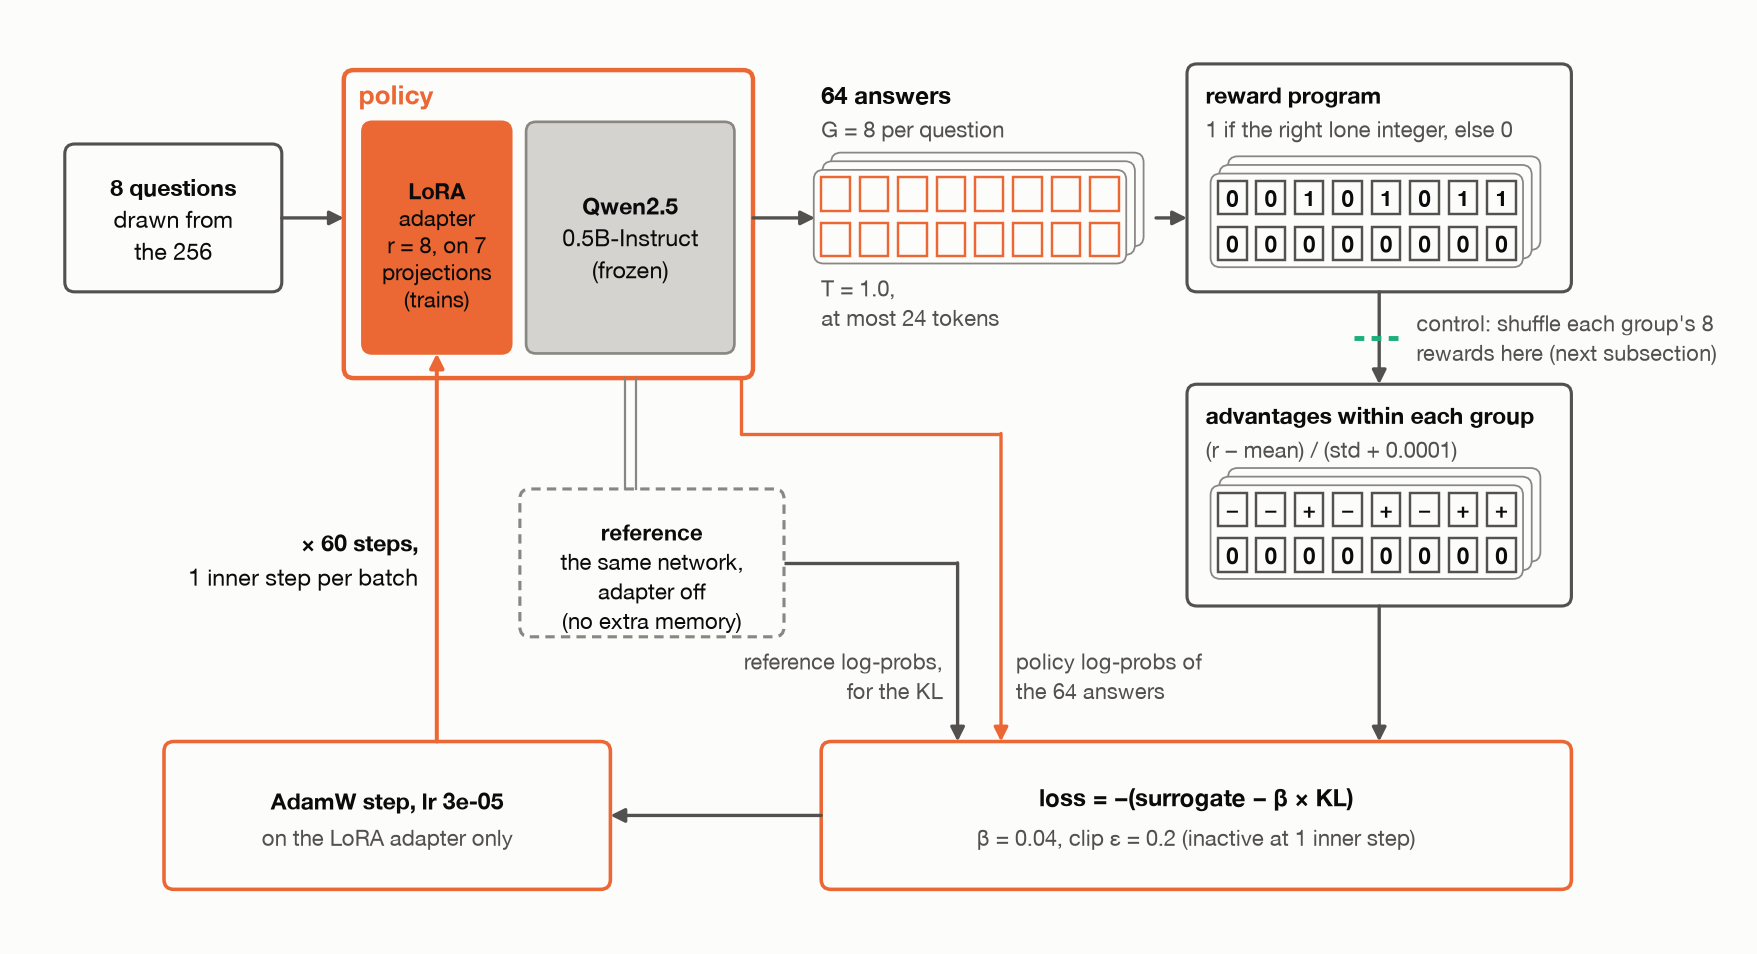 8 questions
drawn from
the 256
policy
LoRA
adapter
r = 8, on 7
projections
(trains)
Qwen2.5
0.5B-Instruct
(frozen)
64 answers
G = 8 per question
T = 1.0,
at most 24 tokens
reward program
1 if the right lone integer, else 0
0 0 1 0 1 0 1 1
0 0 0 0 0 0 0 0
control: shuffle each group's 8
rewards here (next subsection)
advantages within each group
(r − mean) / (std + 0.0001)
− − + − + − + +
0 0 0 0 0 0 0 0
reference
the same network,
adapter off
(no extra memory)
× 60 steps,
1 inner step per batch
reference log-probs,
for the KL
policy log-probs of
the 64 answers
AdamW step, lr 3e-05
on the LoRA adapter only
loss = −(surrogate − β × KL)
β = 0.04, clip ε = 0.2 (inactive at 1 inner step)